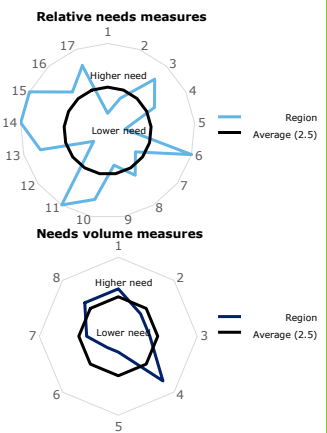 Relative needs measures
1
17
2
16
3
Higher need
15
4
14
Lower need
5
Region
Average (2.5)
13
6
12
7
11
8
10
9
Needs volume measures
1
8
Higher need
2
Region
7
Lower need
3
Average (2.5)
6
4
5